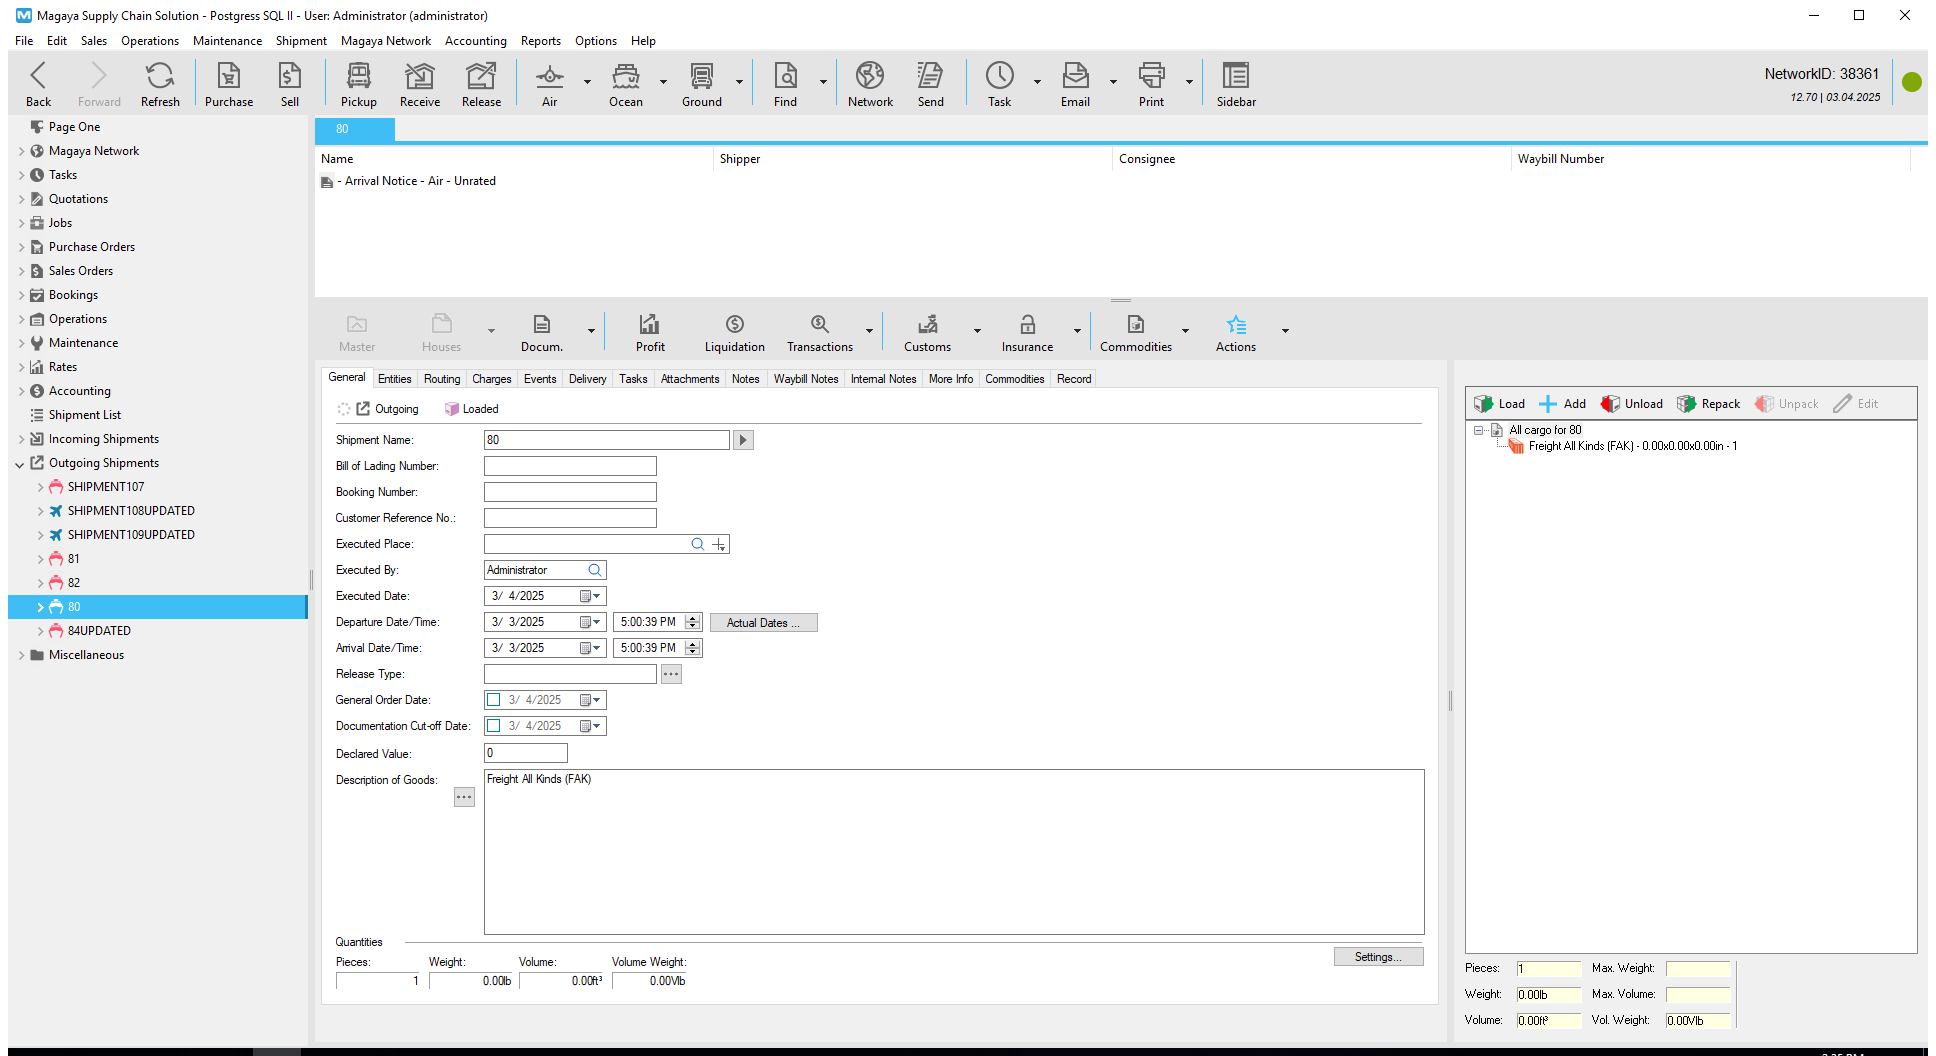 Magaya Supply Chain Solution - Postgress SQL II - User: Administrator (administrator)
File Edit Sales Operations Maintenance Shipment Magaya Network Accounting Reports Options Help
Back Forward Refresh Purchase Sell Pickup Receive Release Air Ocean Ground Find Network Send Task Email Print Sidebar
NetworkID: 38361
12.70 | 03.04.2025
Page One
Magaya Network
Tasks
Quotations
Jobs
Purchase Orders
Sales Orders
Bookings
Operations
Maintenance
Rates
Accounting
Shipment List
Incoming Shipments
Outgoing Shipments
SHIPMENT107
SHIPMENT108UPDATED
SHIPMENT109UPDATED
81
82
80
84UPDATED
Miscellaneous
80
Name Shipper Consignee Waybill Number
- Arrival Notice - Air - Unrated
Master Houses Docum. Profit Liquidation Transactions Customs Insurance Commodities Actions
General Entities Routing Charges Events Delivery Tasks Attachments Notes Waybill Notes Internal Notes More Info Commodities Record
Outgoing Loaded
Shipment Name: 80
Bill of Lading Number:
Booking Number:
Customer Reference No.:
Executed Place:
Executed By: Administrator
Executed Date: 3/ 4/2025
Departure Date/Time: 3/ 3/2025 5:00:39 PM Actual Dates ...
Arrival Date/Time: 3/ 3/2025 5:00:39 PM
Release Type:
General Order Date: 3/ 4/2025
Documentation Cut-off Date: 3/ 4/2025
Declared Value: 0
Description of Goods: Freight All Kinds (FAK)
Quantities
Settings...
Pieces: Weight: Volume: Volume Weight:
1 0.00lb 0.00ft³ 0.00Vlb
Load Add Unload Repack Unpack Edit
All cargo for 80
Freight All Kinds (FAK) - 0.00x0.00x0.00in - 1
Pieces: 1 Max. Weight:
Weight: 0.00lb Max. Volume:
Volume: 0.00ft³ Vol. Weight: 0.00Vlb